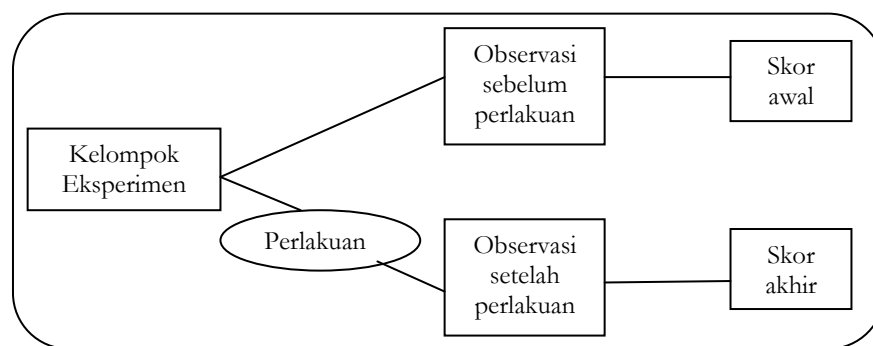 Observasi
sebelum
perlakuan
Skor
awal
Kelompok
Eksperimen
Perlakuan
Observasi
setelah
perlakuan
Skor
akhir